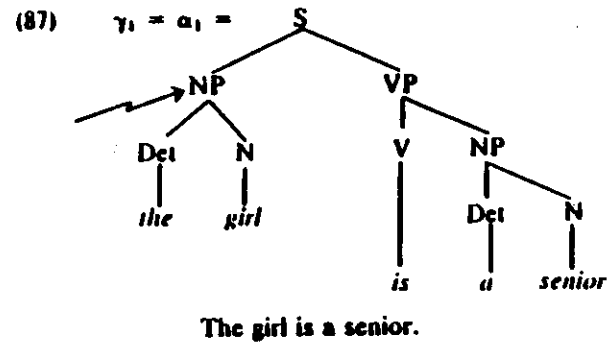 (87) γ₁ = α₁ = S
NP VP
Det N V NP
the girl Det N
is a senior
The girl is a senior.